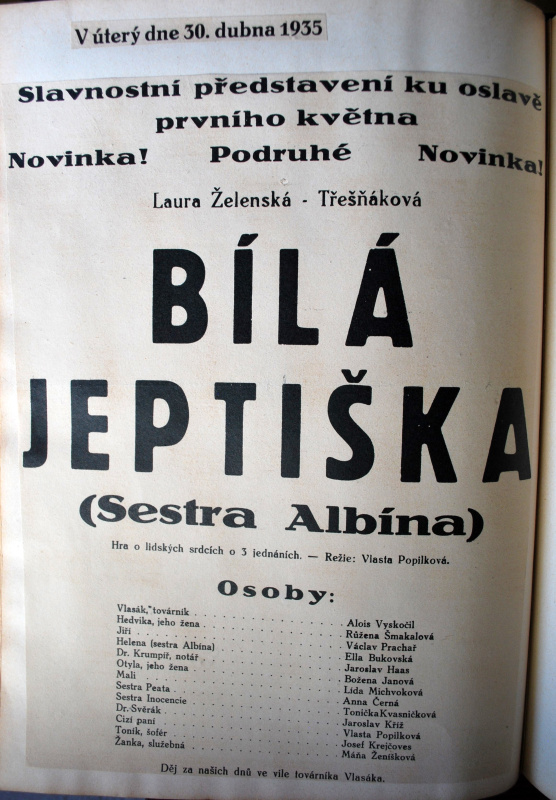 V úterý dne 30. dubna 1935
Slavnostní představení ku oslavě
prvního května
Novinka! Podruhé Novinka!
Laura Želenská - Třešňáková
BÍLÁ
JEPTIŠKA
(Sestra Albína)
Hra o lidských srdcích o 3 jednáních. — Režie: Vlasta Popilková.
Osoby:
Vlasák, továrník . . . . . Alois Vyskočil
Hedvika, jeho žena . . . . . Růžena Šmakalová
Jiří . . . . . Václav Prachař
Helena (sestra Albína) . . . . . Ella Bukovská
Dr. Krumpíř, notář . . . . . Jaroslav Haas
Otyla, jeho žena . . . . . Božena Janová
Mali . . . . . Lída Michvoková
Sestra Peata . . . . . Anna Černá
Sestra Inocencie . . . . . Tonička Kvasničková
Dr. Svěrák . . . . . Jaroslav Kříž
Cizí paní . . . . . Vlasta Popilková
Toník, šofér . . . . . Josef Krejčoves
Žanka, služebná . . . . . Máňa Ženíšková
Děj za našich dnů ve vile továrníka Vlasáka.